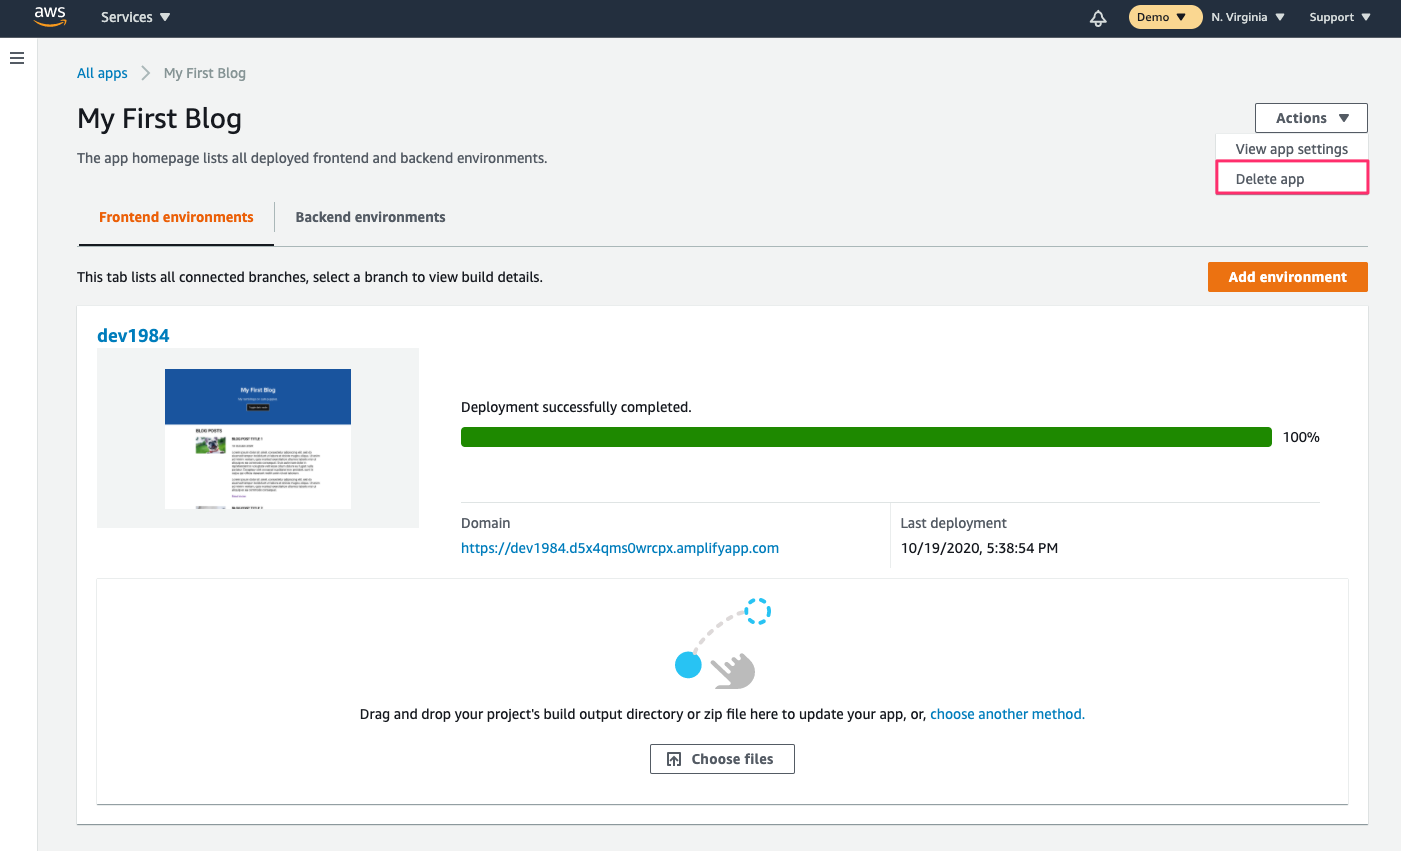 aws
Services
Demo
N. Virginia
Support
All apps
My First Blog
My First Blog
Actions
The app homepage lists all deployed frontend and backend environments.
View app settings
Delete app
Frontend environments
Backend environments
This tab lists all connected branches, select a branch to view build details.
Add environment
dev1984
My First Blog
BLOG POSTS
BLOG POST TITLE 1
Deployment successfully completed.
100%
Domain
Last deployment
https://dev1984.d5x4qms0wrcpx.amplifyapp.com
10/19/2020, 5:38:54 PM
Drag and drop your project's build output directory or zip file here to update your app, or, choose another method.
Choose files